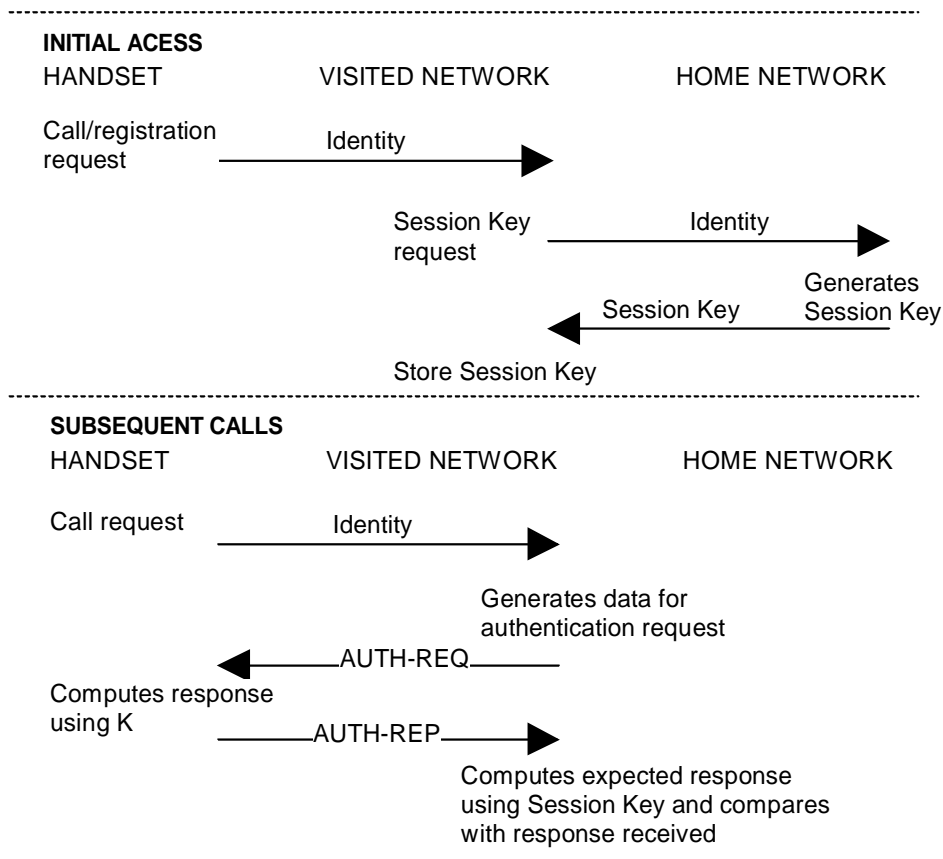 INITIAL ACESS
HANDSET VISITED NETWORK HOME NETWORK
Call/registration
request
Identity
Session Key
request
Identity
Generates
Session Key
Session Key
Store Session Key
SUBSEQUENT CALLS
HANDSET VISITED NETWORK HOME NETWORK
Call request
Identity
Generates data for
authentication request
AUTH-REQ
Computes response
using K
AUTH-REP
Computes expected response
using Session Key and compares
with response received